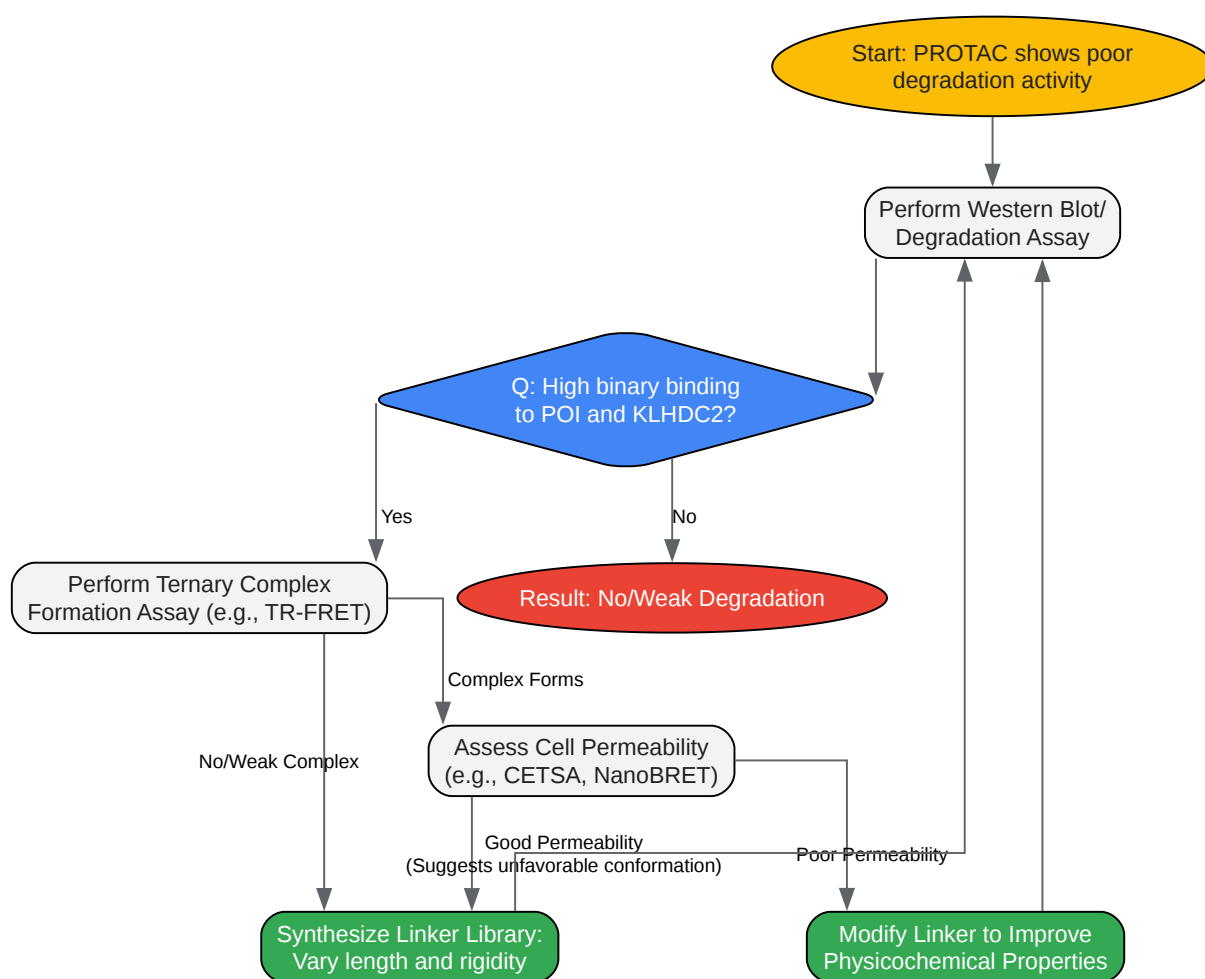 Start: PROTAC shows poor
degradation activity
Perform Western Blot/
Degradation Assay
Q: High binary binding
to POI and KLHDC2?
Yes
No
Perform Ternary Complex
Formation Assay (e.g., TR-FRET)
Result: No/Weak Degradation
Complex Forms
Assess Cell Permeability
(e.g., CETSA, NanoBRET)
No/Weak Complex
Good Permeability
(Suggests unfavorable conformation)
Poor Permeability
Synthesize Linker Library:
Vary length and rigidity
Modify Linker to Improve
Physicochemical Properties